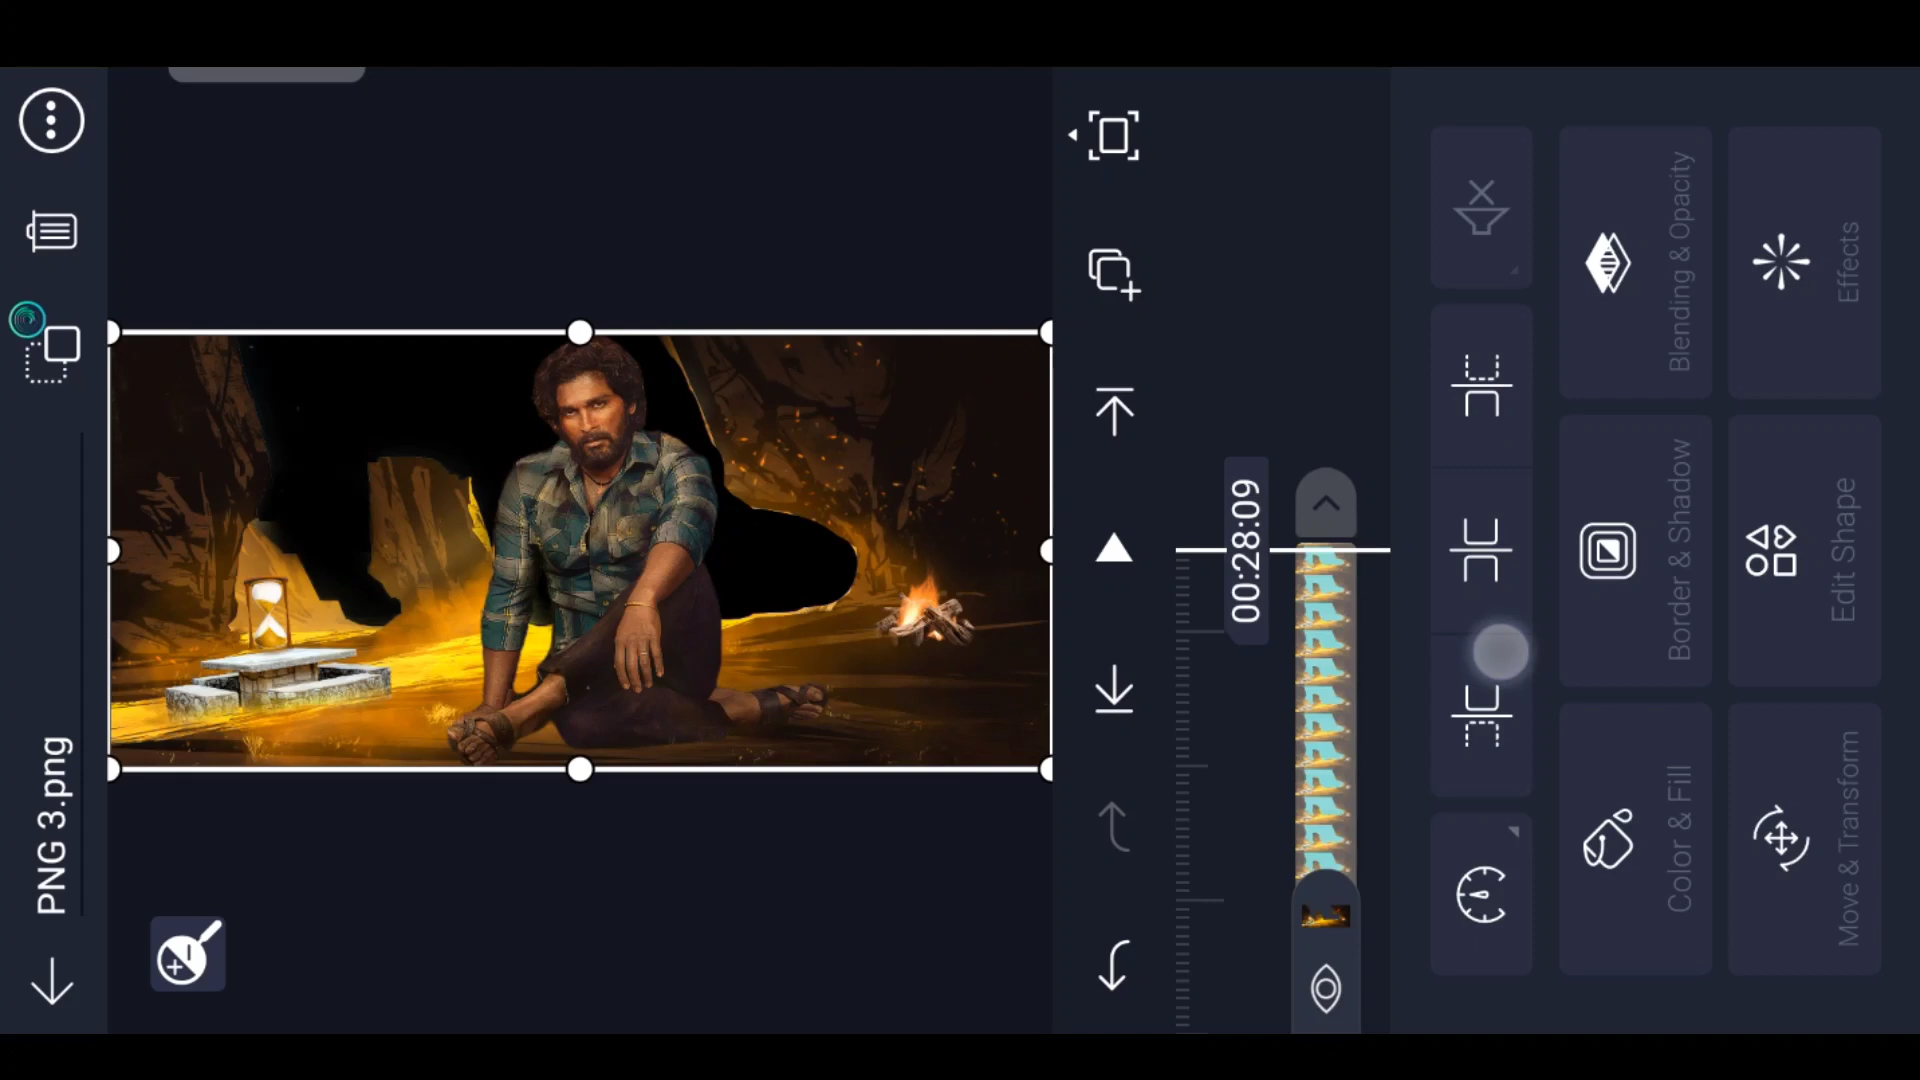 PNG 3.png
00:28:09
Color & Fill
Border & Shadow
Blending & Opacity
Move & Transform
Edit Shape
Effects